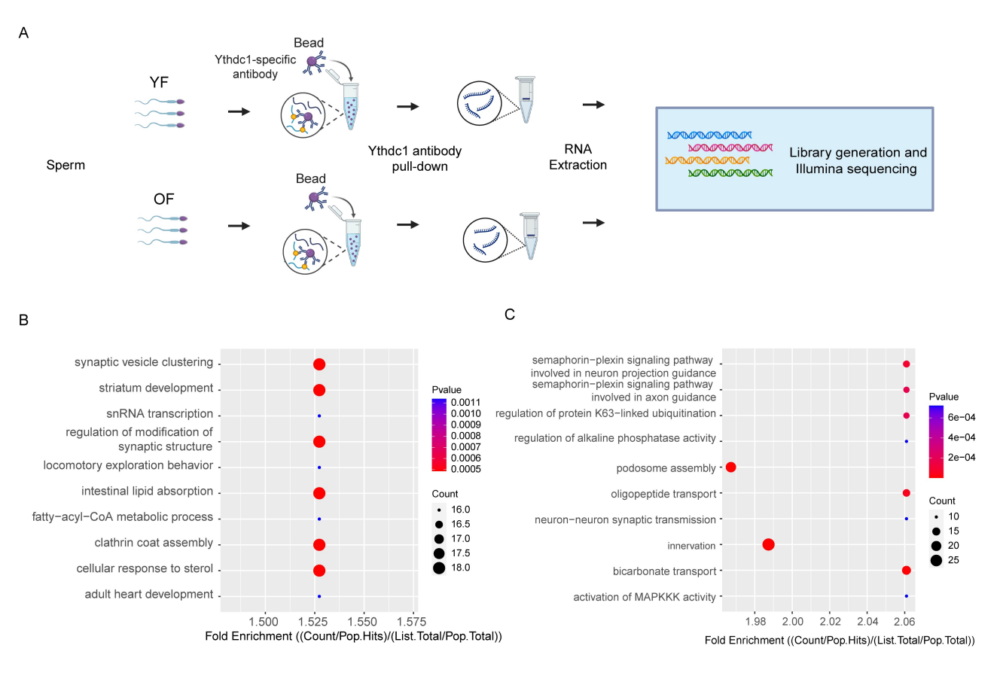 A
Bead
Ythdc1-specific
antibody
YF
Ythdc1 antibody
pull-down
RNA
Extraction
Sperm
Library generation and
Illumina sequencing
Bead
OF
B
synaptic vesicle clustering
striatum development
snRNA transcription
regulation of modification of
synaptic structure
locomotory exploration behavior
intestinal lipid absorption
fatty−acyl−CoA metabolic process
clathrin coat assembly
cellular response to sterol
adult heart development
1.500 1.525 1.550 1.575
Fold Enrichment ((Count/Pop.Hits)/(List.Total/Pop.Total))
Pvalue
0.0011
0.0010
0.0009
0.0008
0.0007
0.0006
0.0005
Count
16.0
16.5
17.0
17.5
18.0
C
semaphorin−plexin signaling pathway
involved in neuron projection guidance
semaphorin−plexin signaling pathway
involved in axon guidance
regulation of protein K63−linked ubiquitination
regulation of alkaline phosphatase activity
podosome assembly
oligopeptide transport
neuron−neuron synaptic transmission
innervation
bicarbonate transport
activation of MAPKKK activity
1.98 2.00 2.02 2.04 2.06
Fold Enrichment ((Count/Pop.Hits)/(List.Total/Pop.Total))
Pvalue
6e−04
4e−04
2e−04
Count
10
15
20
25